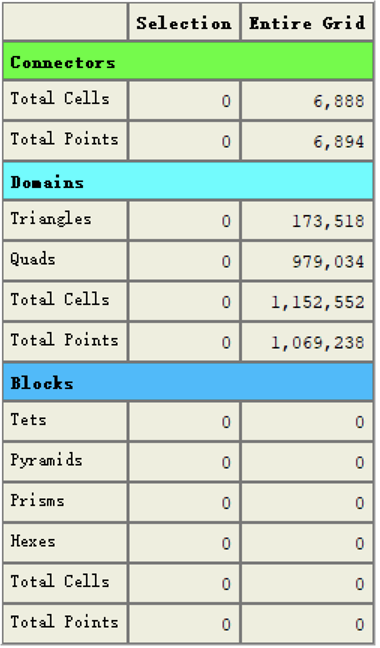 Selection Entire Grid
Connectors
Total Cells 0 6,888
Total Points 0 6,894
Domains
Triangles 0 173,518
Quads 0 979,034
Total Cells 0 1,152,552
Total Points 0 1,069,238
Blocks
Tets 0 0
Pyramids 0 0
Prisms 0 0
Hexes 0 0
Total Cells 0 0
Total Points 0 0